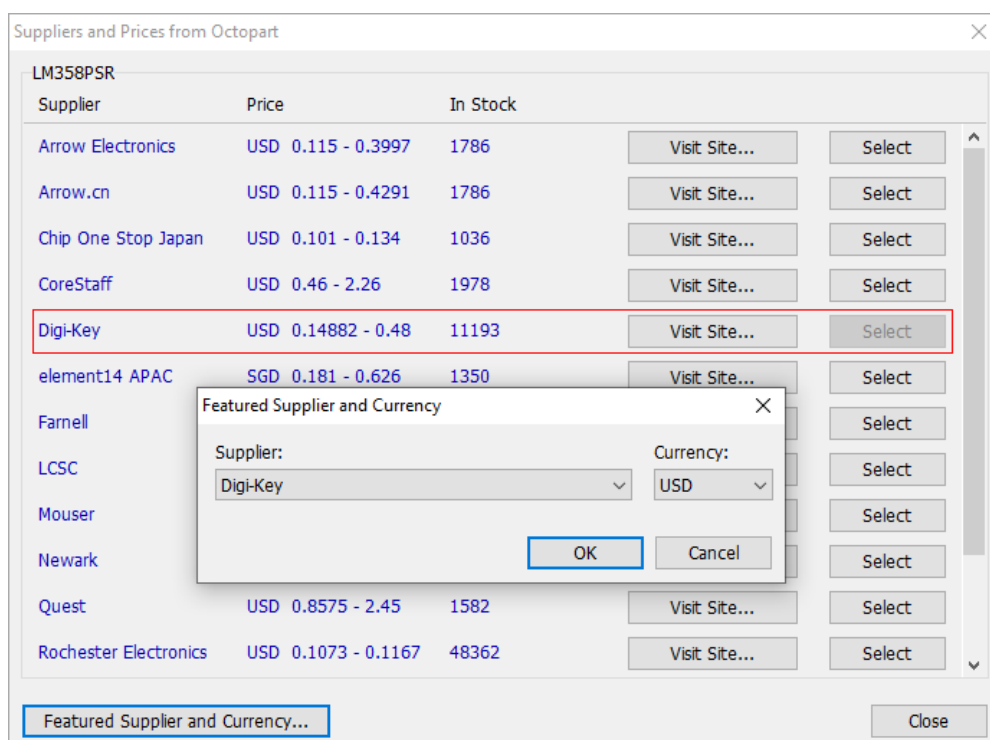 Suppliers and Prices from Octopart
LM358PSR
Supplier Price In Stock
Arrow Electronics USD 0.115 - 0.3997 1786 Visit Site... Select
Arrow.cn USD 0.115 - 0.4291 1786 Visit Site... Select
Chip One Stop Japan USD 0.101 - 0.134 1036 Visit Site... Select
CoreStaff USD 0.46 - 2.26 1978 Visit Site... Select
Digi-Key USD 0.14882 - 0.48 11193 Visit Site... Select
element14 APAC SGD 0.181 - 0.626 1350 Visit Site... Select
Farnell Select
LCSC Select
Mouser Select
Newark Select
Featured Supplier and Currency
Supplier: Currency:
Digi-Key USD
OK Cancel
Quest USD 0.8575 - 2.45 1582 Visit Site... Select
Rochester Electronics USD 0.1073 - 0.1167 48362 Visit Site... Select
Featured Supplier and Currency... Close